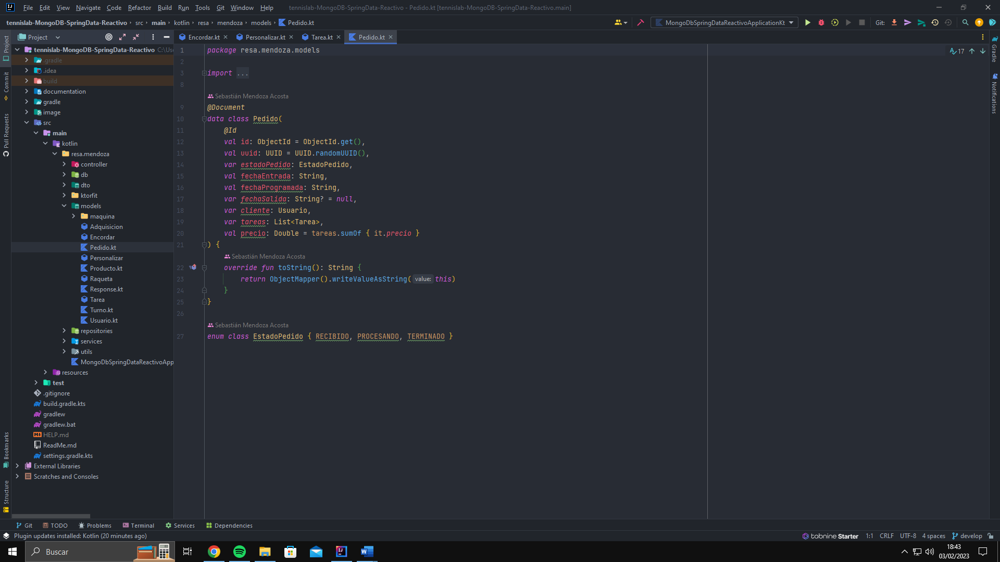 File Edit View Navigate Code Refactor Build Run Tools Git Window Help tennislab-MongoDB-SpringData-Reactivo - Pedido.kt [tennislab-MongoDB-SpringData-Reactivo.main]
tennislab-MongoDB-SpringData-Reactivo › src › main › kotlin › resa › mendoza › models › Pedido.kt MongoDbSpringDataReactivoApplicationKt Git:
Project Encordar.kt Personalizar.kt Tarea.kt Pedido.kt
Project
Commit
Pull Requests
Bookmarks
Structure
tennislab-MongoDB-SpringData-Reactivo C:\Us
.gradle
.idea
build
documentation
gradle
image
src
main
kotlin
resa.mendoza
controller
db
dto
ktorfit
models
maquina
Adquisicion
Encordar
Pedido.kt
Personalizar
Producto.kt
Raqueta
Response.kt
Tarea
Turno.kt
Usuario.kt
repositories
services
utils
MongoDbSpringDataReactivoApp
resources
test
.gitignore
build.gradle.kts
gradlew
gradlew.bat
HELP.md
ReadMe.md
settings.gradle.kts
External Libraries
Scratches and Consoles
1 package resa.mendoza.models
2
3 import ...
8
Sebastián Mendoza Acosta
9 @Document
10 data class Pedido(
11 @Id
12 val id: ObjectId = ObjectId.get(),
13 val uuid: UUID = UUID.randomUUID(),
14 var estadoPedido: EstadoPedido,
15 val fechaEntrada: String,
16 val fechaProgramada: String,
17 var fechaSalida: String? = null,
18 var cliente: Usuario,
19 var tareas: List<Tarea>,
20 val precio: Double = tareas.sumOf { it.precio }
21 ) {
Sebastián Mendoza Acosta
22 override fun toString(): String {
23 return ObjectMapper().writeValueAsString( value: this)
24 }
25 }
26
Sebastián Mendoza Acosta
27 enum class EstadoPedido { RECIBIDO, PROCESANDO, TERMINADO }
17
Gradle
Notifications
Git TODO Problems Terminal Services Dependencies
Plugin updates installed: Kotlin (20 minutes ago) tabnine Starter 1:1 CRLF UTF-8 4 spaces develop
Buscar
18:43
03/02/2023